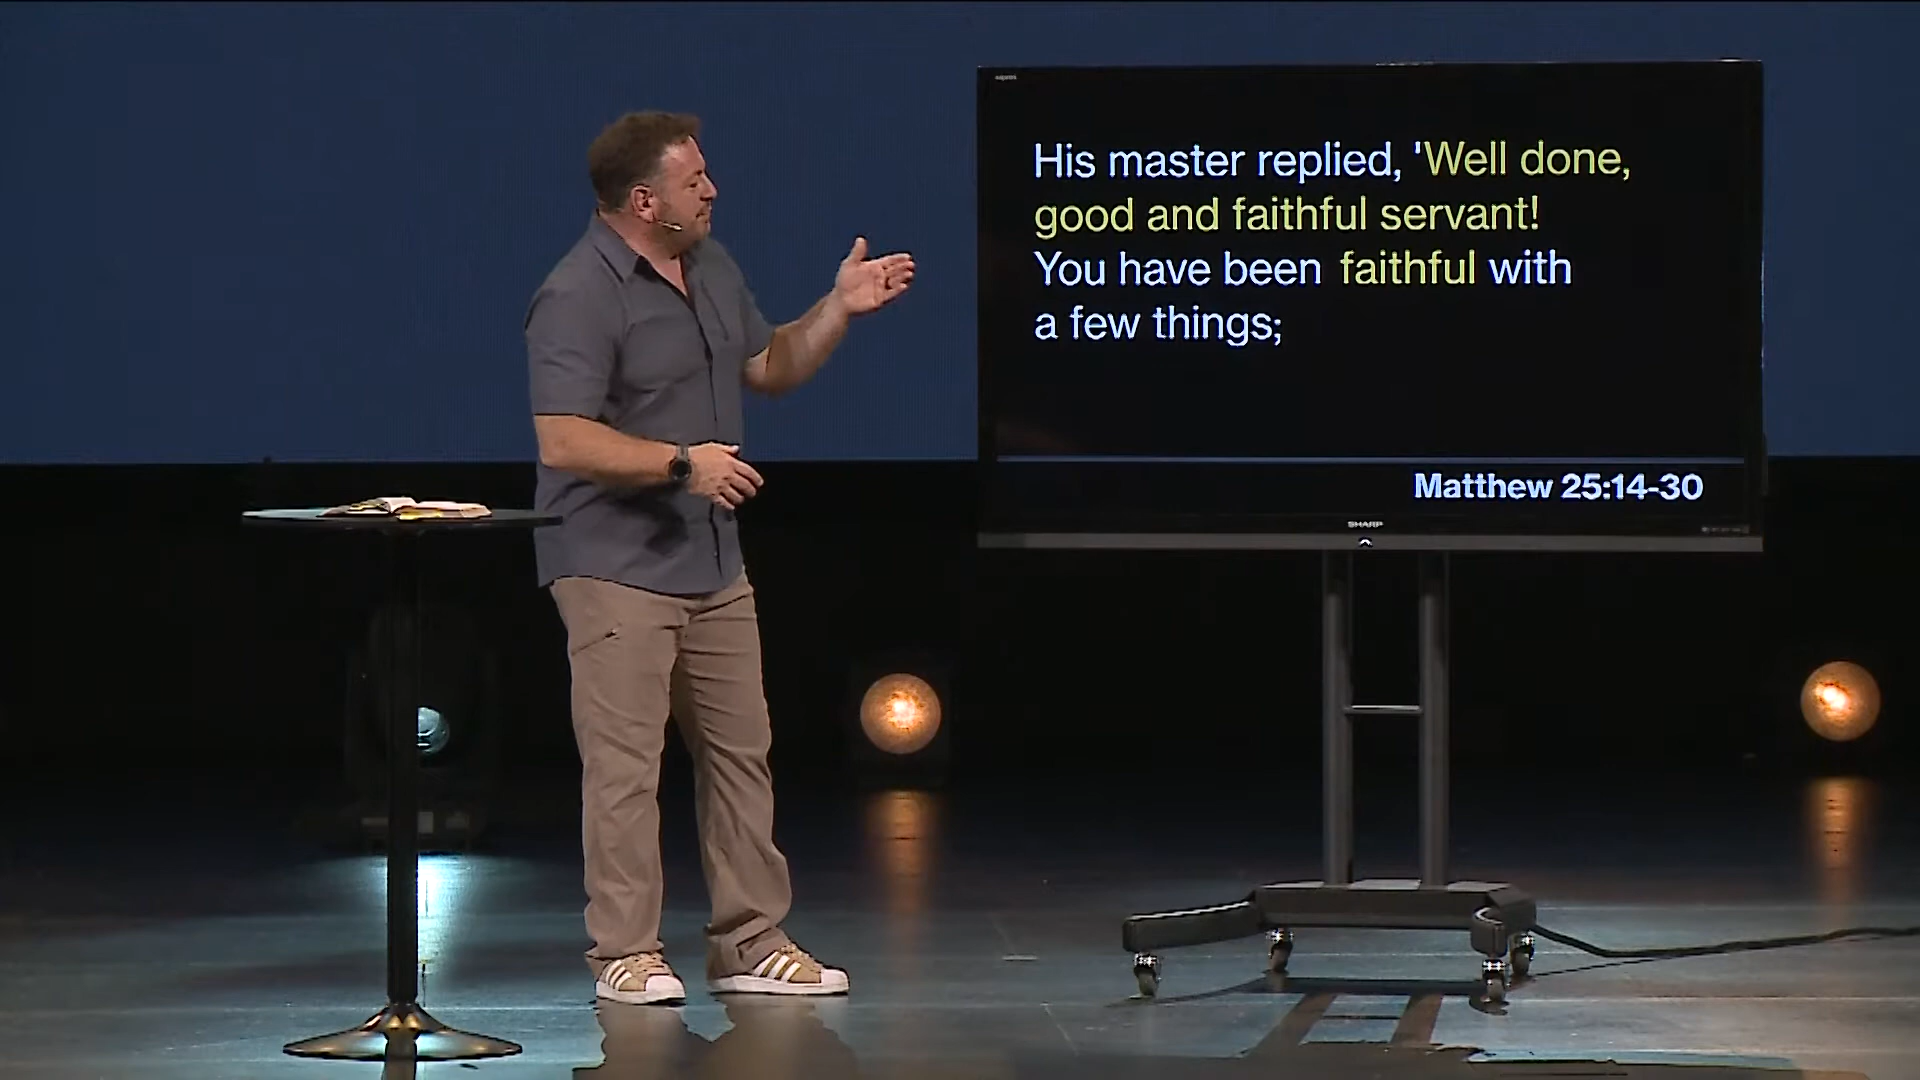 His master replied, 'Well done,
good and faithful servant!
You have been faithful with
a few things;
Matthew 25:14-30
SHARP